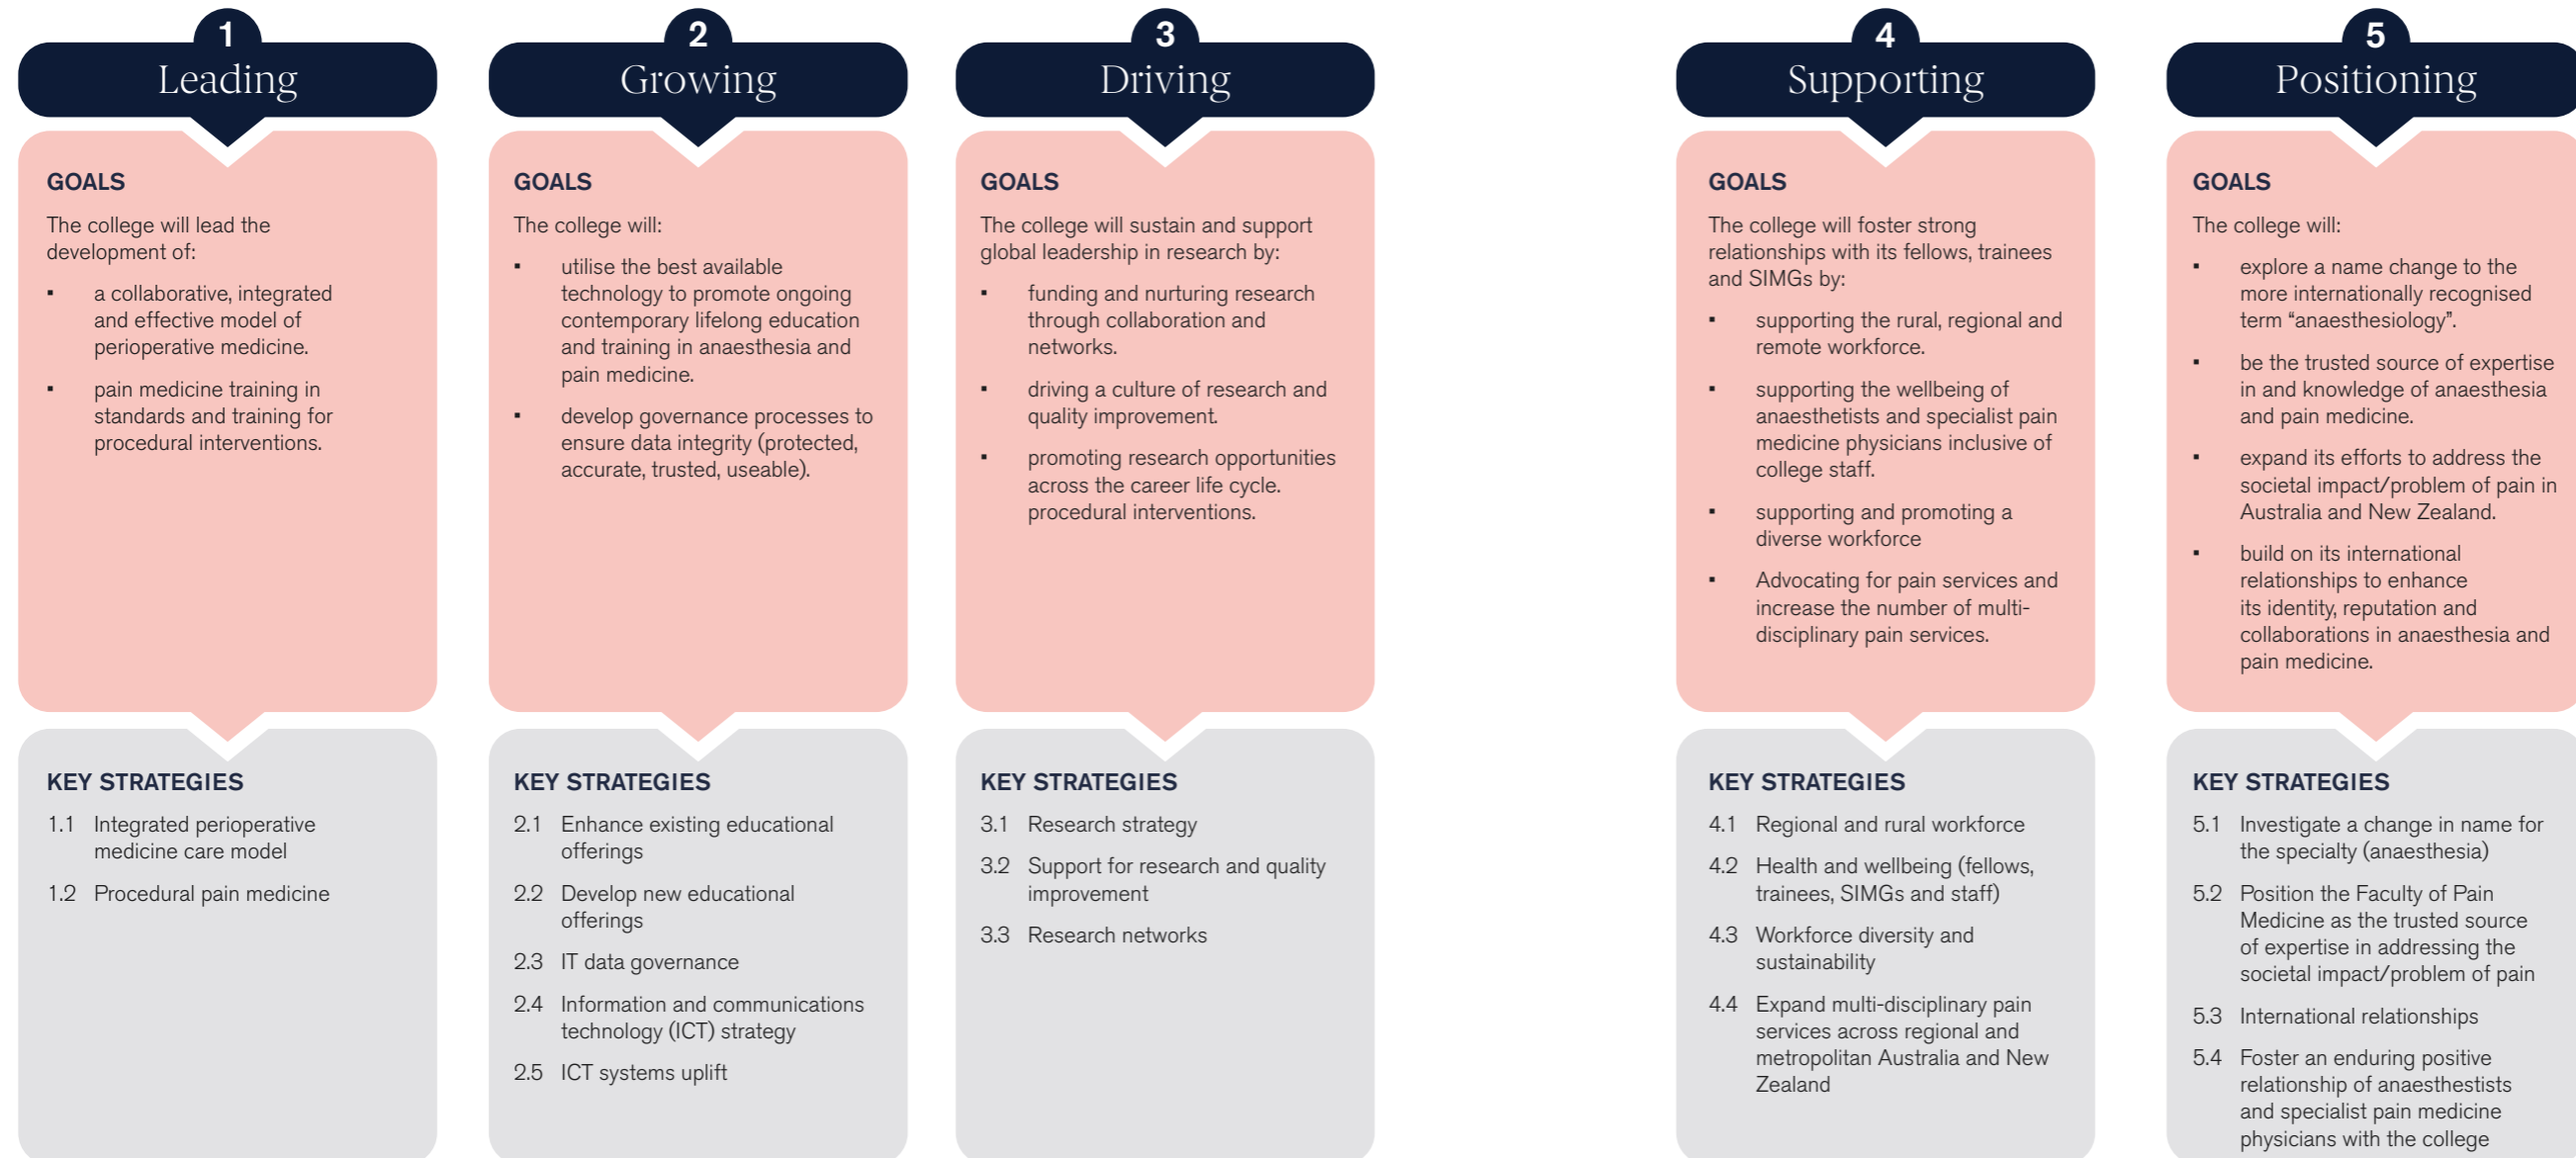 1
Leading
GOALS
The college will lead the
development of:
▪ a collaborative, integrated
and effective model of
perioperative medicine.
▪ pain medicine training in
standards and training for
procedural interventions.
KEY STRATEGIES
1.1 Integrated perioperative
medicine care model
1.2 Procedural pain medicine
2
Growing
GOALS
The college will:
▪ utilise the best available
technology to promote ongoing
contemporary lifelong education
and training in anaesthesia and
pain medicine.
▪ develop governance processes to
ensure data integrity (protected,
accurate, trusted, useable).
KEY STRATEGIES
2.1 Enhance existing educational
offerings
2.2 Develop new educational
offerings
2.3 IT data governance
2.4 Information and communications
technology (ICT) strategy
2.5 ICT systems uplift
3
Driving
GOALS
The college will sustain and support
global leadership in research by:
▪ funding and nurturing research
through collaboration and
networks.
▪ driving a culture of research and
quality improvement.
▪ promoting research opportunities
across the career life cycle.
procedural interventions.
KEY STRATEGIES
3.1 Research strategy
3.2 Support for research and quality
improvement
3.3 Research networks
4
Supporting
GOALS
The college will foster strong
relationships with its fellows, trainees
and SIMGs by:
▪ supporting the rural, regional and
remote workforce.
▪ supporting the wellbeing of
anaesthetists and specialist pain
medicine physicians inclusive of
college staff.
▪ supporting and promoting a
diverse workforce
▪ Advocating for pain services and
increase the number of multi-
disciplinary pain services.
KEY STRATEGIES
4.1 Regional and rural workforce
4.2 Health and wellbeing (fellows,
trainees, SIMGs and staff)
4.3 Workforce diversity and
sustainability
4.4 Expand multi-disciplinary pain
services across regional and
metropolitan Australia and New
Zealand
5
Positioning
GOALS
The college will:
▪ explore a name change to the
more internationally recognised
term “anaesthesiology”.
▪ be the trusted source of expertise
in and knowledge of anaesthesia
and pain medicine.
▪ expand its efforts to address the
societal impact/problem of pain in
Australia and New Zealand.
▪ build on its international
relationships to enhance
its identity, reputation and
collaborations in anaesthesia and
pain medicine.
KEY STRATEGIES
5.1 Investigate a change in name for
the specialty (anaesthesia)
5.2 Position the Faculty of Pain
Medicine as the trusted source
of expertise in addressing the
societal impact/problem of pain
5.3 International relationships
5.4 Foster an enduring positive
relationship of anaesthestists
and specialist pain medicine
physicians with the college